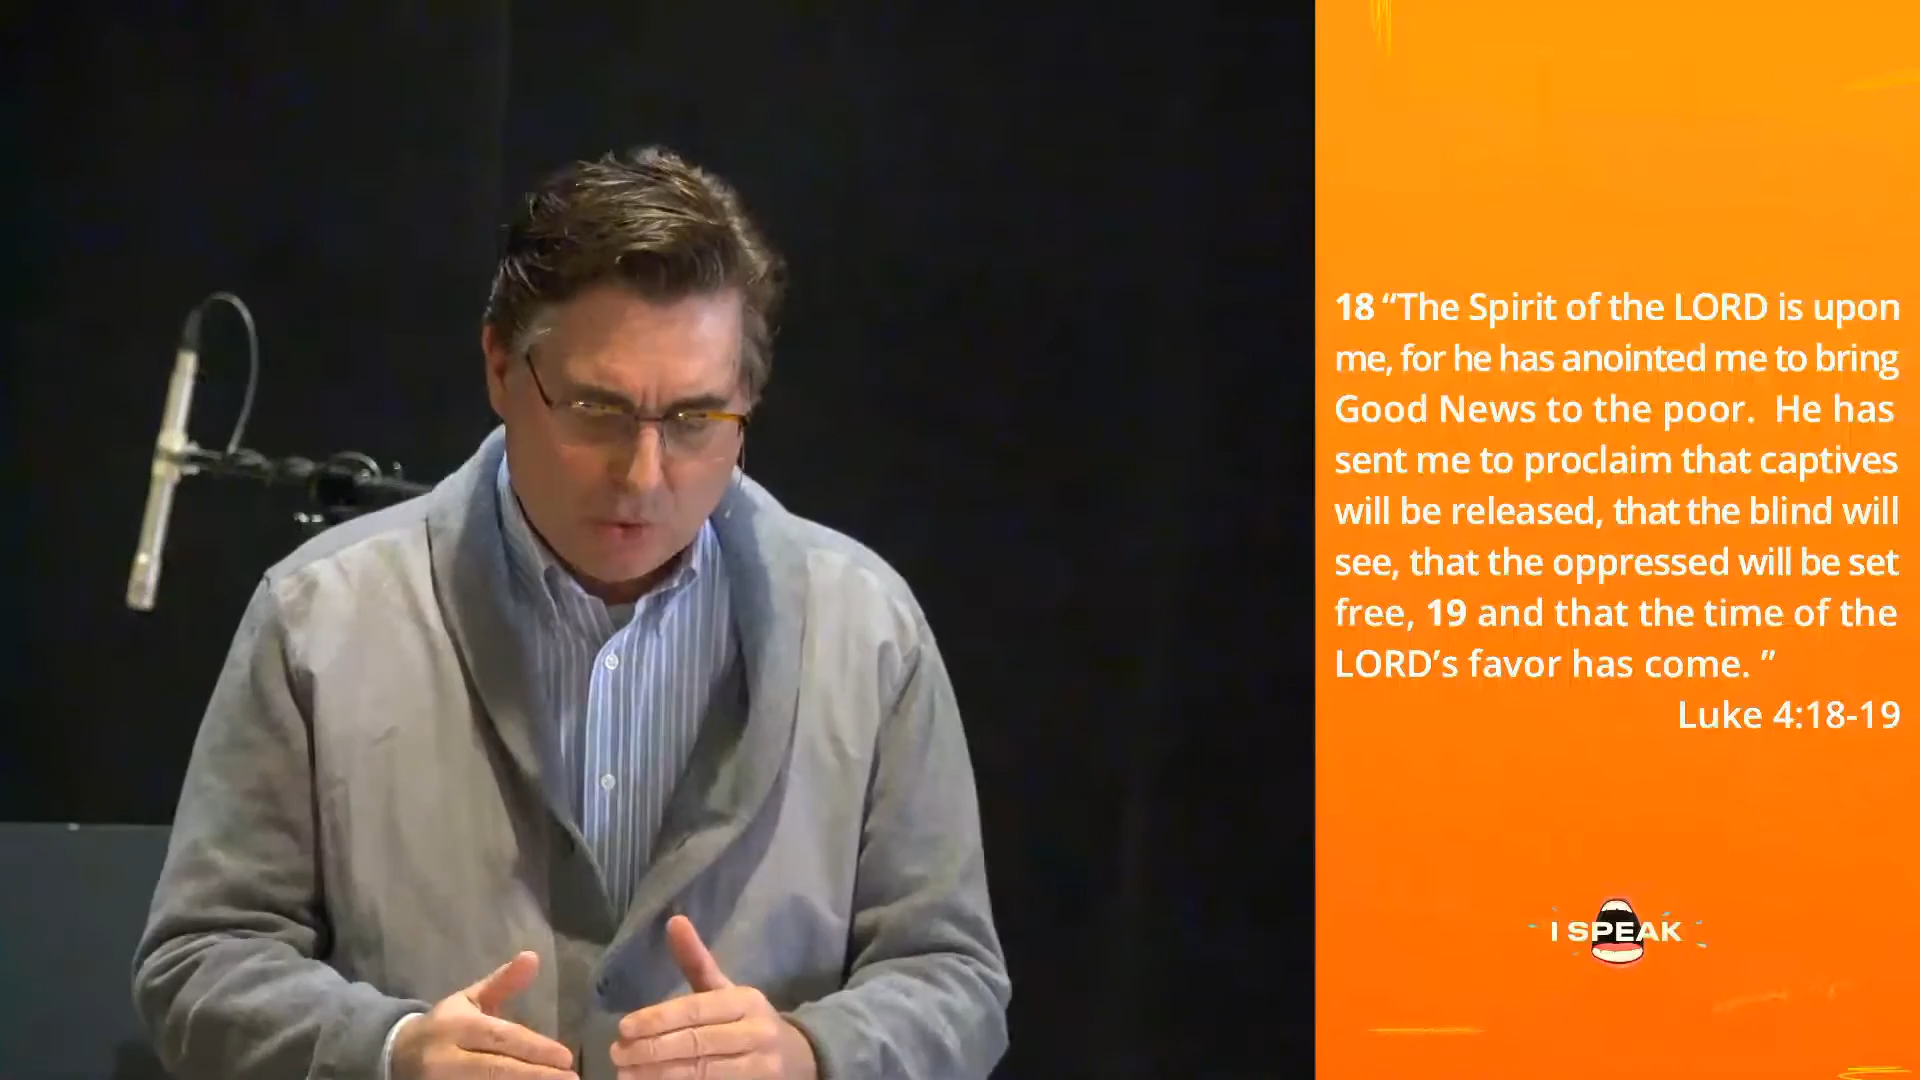 18 “The Spirit of the LORD is upon
me, for he has anointed me to bring
Good News to the poor.  He has
sent me to proclaim that captives
will be released, that the blind will
see, that the oppressed will be set
free, 19 and that the time of the
LORD’s favor has come. ”
Luke 4:18-19
I SPEAK